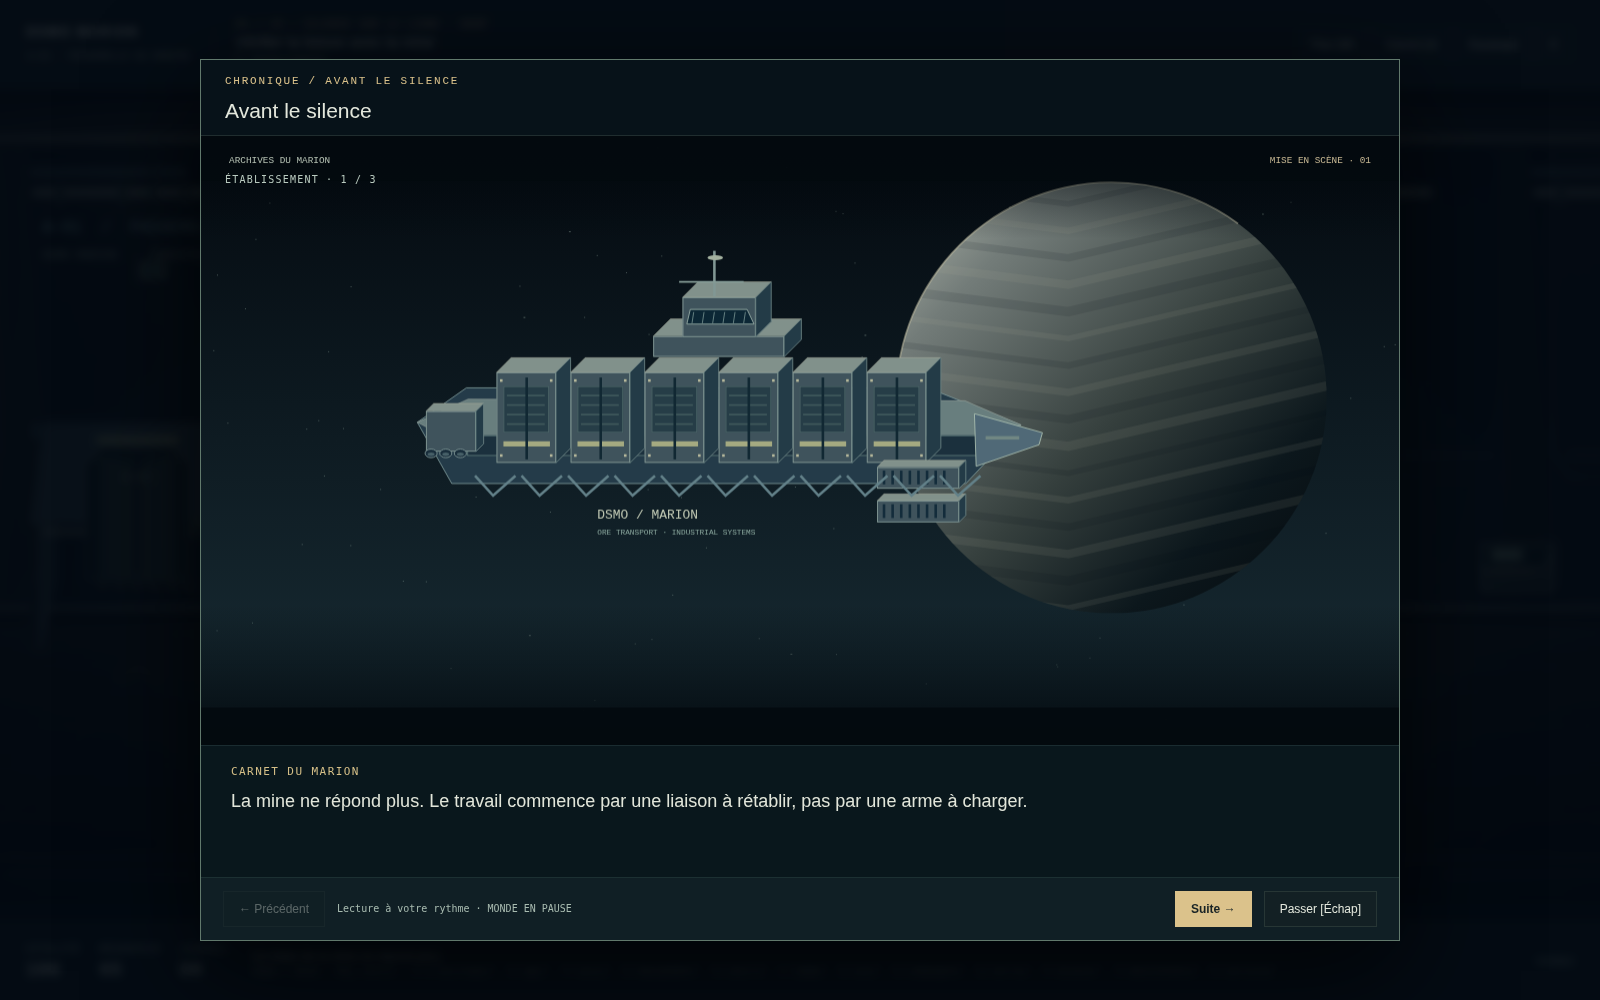 CHRONIQUE / AVANT LE SILENCE
Avant le silence
ARCHIVES DU MARION
MISE EN SCÈNE · 01
ÉTABLISSEMENT · 1 / 3
DSMO / MARION
ORE TRANSPORT · INDUSTRIAL SYSTEMS
CARNET DU MARION
La mine ne répond plus. Le travail commence par une liaison à rétablir, pas par une arme à charger.
← Précédent
Lecture à votre rythme · MONDE EN PAUSE
Suite →
Passer [Échap]